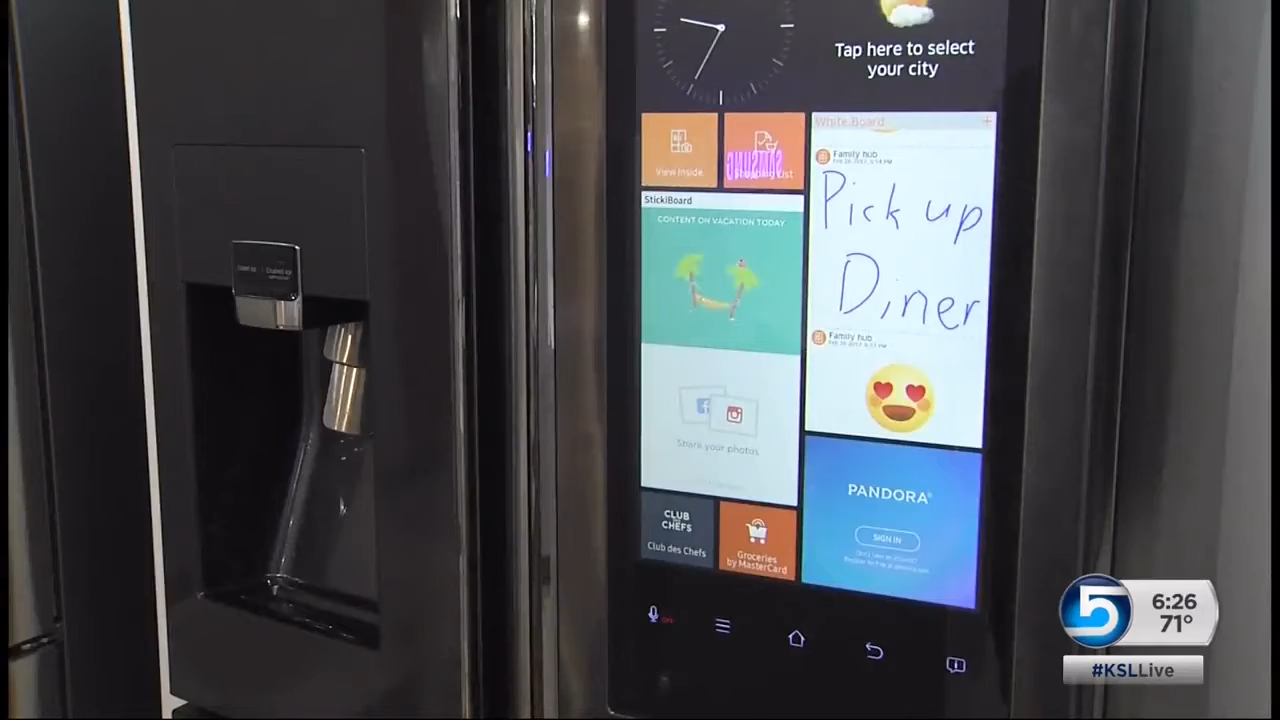 Tap here to select
your city
View Inside
White Board +
Family hub
Pick up
Diner
StickiBoard
CONTENT ON VACATION TODAY
Family hub
Share your photos
CLUB
CHEFS
Club des Chefs
Groceries
by MasterCard
PANDORA
SIGN IN
OFF
5
6:26
71°
#KSLLive